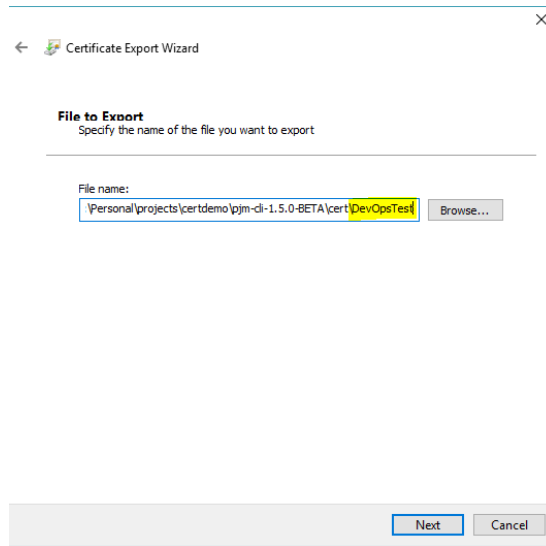 Certificate Export Wizard
File to Export
Specify the name of the file you want to export
File name:
:\Personal\projects\certdemo\pjm-cli-1.5.0-BETA\cert\DevOpsTest
Browse...
Next
Cancel